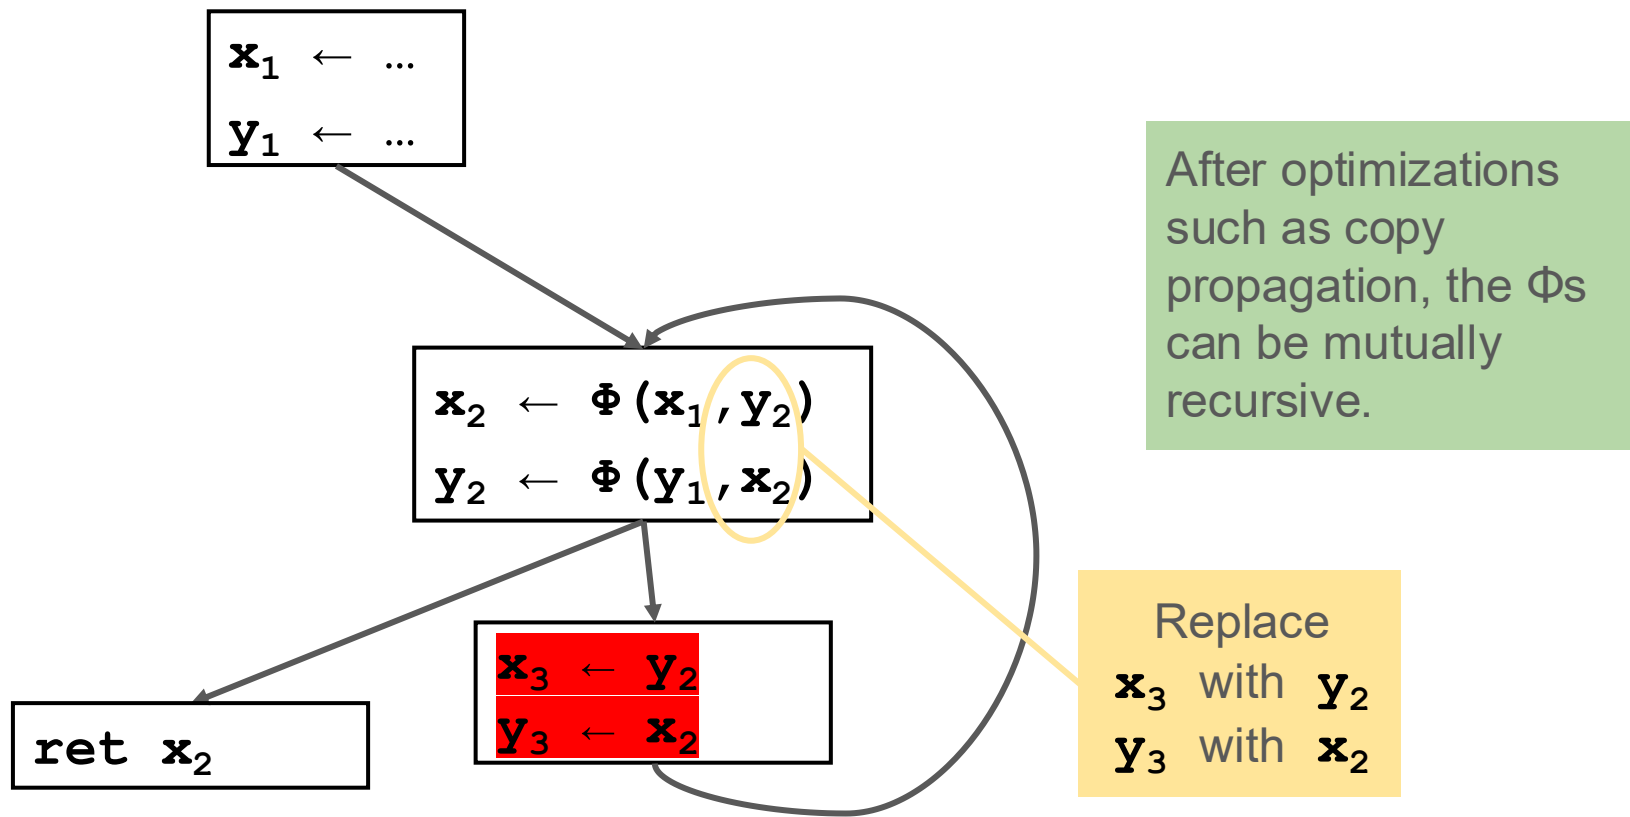 x₁ ← …
y₁ ← …
After optimizations
such as copy
propagation, the Φs
can be mutually
recursive.
x₂ ← Φ(x₁,y₂)
y₂ ← Φ(y₁,x₂)
x₃ ← y₂
y₃ ← x₂
ret x₂
Replace
x₃ with y₂
y₃ with x₂